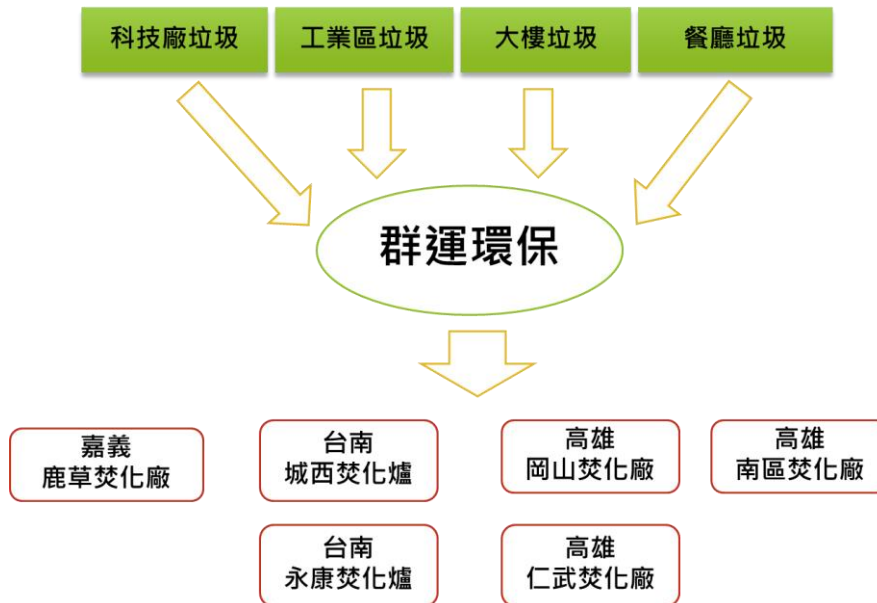 科技廠垃圾
工業區垃圾
大樓垃圾
餐廳垃圾
群運環保
嘉義
鹿草焚化廠
台南
城西焚化爐
高雄
岡山焚化廠
高雄
南區焚化廠
台南
永康焚化爐
高雄
仁武焚化廠